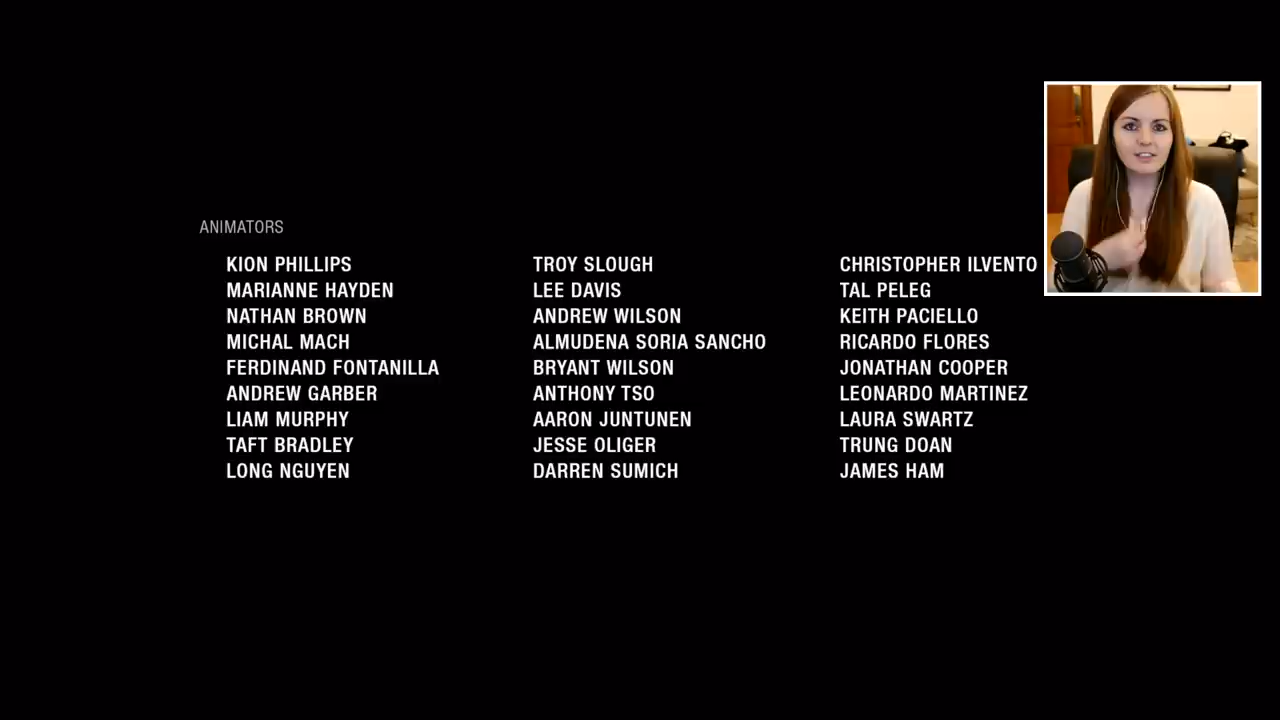 ANIMATORS
KION PHILLIPS
MARIANNE HAYDEN
NATHAN BROWN
MICHAL MACH
FERDINAND FONTANILLA
ANDREW GARBER
LIAM MURPHY
TAFT BRADLEY
LONG NGUYEN
TROY SLOUGH
LEE DAVIS
ANDREW WILSON
ALMUDENA SORIA SANCHO
BRYANT WILSON
ANTHONY TSO
AARON JUNTUNEN
JESSE OLIGER
DARREN SUMICH
CHRISTOPHER ILVENTO
TAL PELEG
KEITH PACIELLO
RICARDO FLORES
JONATHAN COOPER
LEONARDO MARTINEZ
LAURA SWARTZ
TRUNG DOAN
JAMES HAM